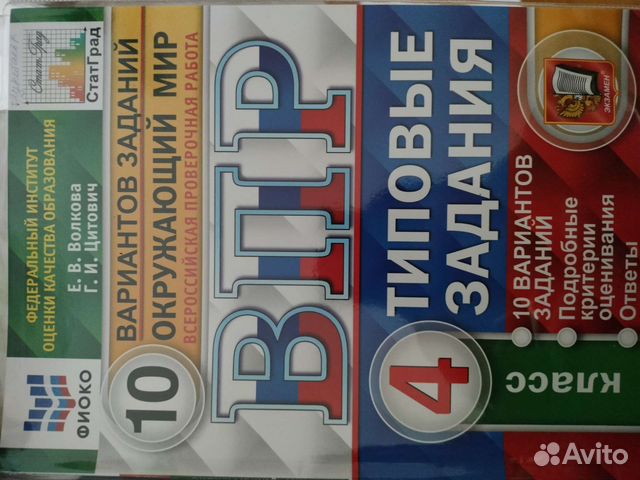 ФИОКО
ФЕДЕРАЛЬНЫЙ ИНСТИТУТ
ОЦЕНКИ КАЧЕСТВА ОБРАЗОВАНИЯ
Е. В. Волкова
Г. И. Цитович
СтатГрад
СтатГрад
10
ВАРИАНТОВ ЗАДАНИЙ
ОКРУЖАЮЩИЙ МИР
ВСЕРОССИЙСКАЯ ПРОВЕРОЧНАЯ РАБОТА
ВПР
4
класс
ТИПОВЫЕ
ЗАДАНИЯ
ЭКЗАМЕН
10 ВАРИАНТОВ
ЗАДАНИЙ
Подробные
критерии
оценивания
Ответы
Avito